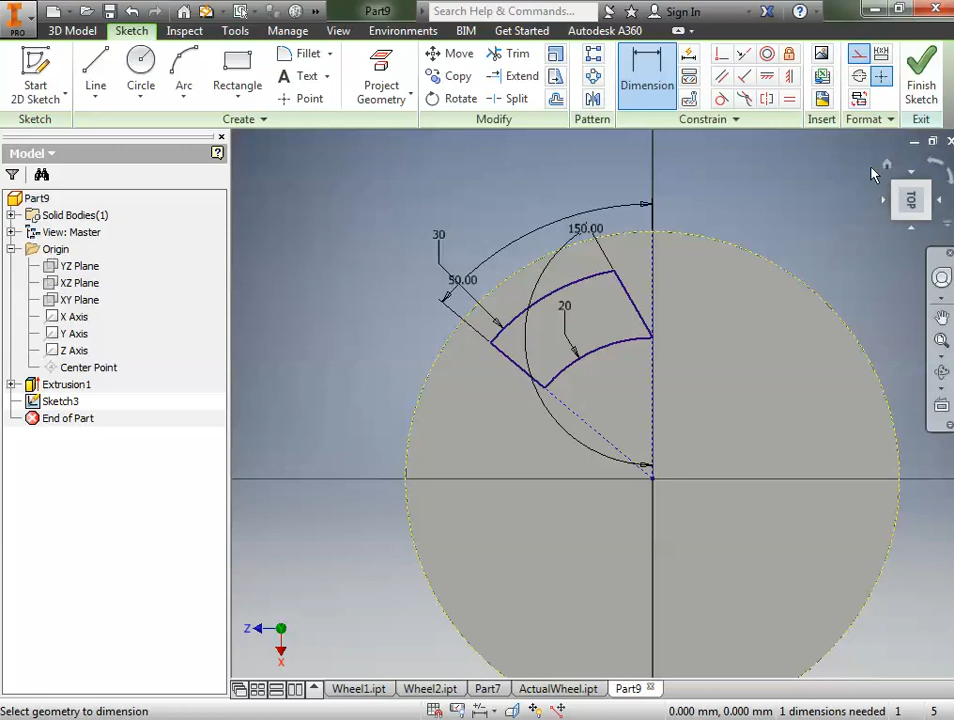 Part9
Search Help & Commands...
Sign In
PRO
3D Model
Sketch
Inspect
Tools
Manage
View
Environments
BIM
Get Started
Autodesk A360
Start
2D Sketch
Line
Circle
Arc
Rectangle
Fillet
Text
Point
Project
Geometry
Move
Copy
Rotate
Trim
Extend
Split
Dimension
Finish
Sketch
Sketch
Create
Modify
Pattern
Constrain
Insert
Format
Exit
Model
Part9
Solid Bodies(1)
View: Master
Origin
YZ Plane
XZ Plane
XY Plane
X Axis
Y Axis
Z Axis
Center Point
Extrusion1
Sketch3
End of Part
TOP
30
150.00
50.00
20
Z
X
Wheel1.ipt
Wheel2.ipt
Part7
ActualWheel.ipt
Part9
Select geometry to dimension
0.000 mm, 0.000 mm
1 dimensions needed
1
5